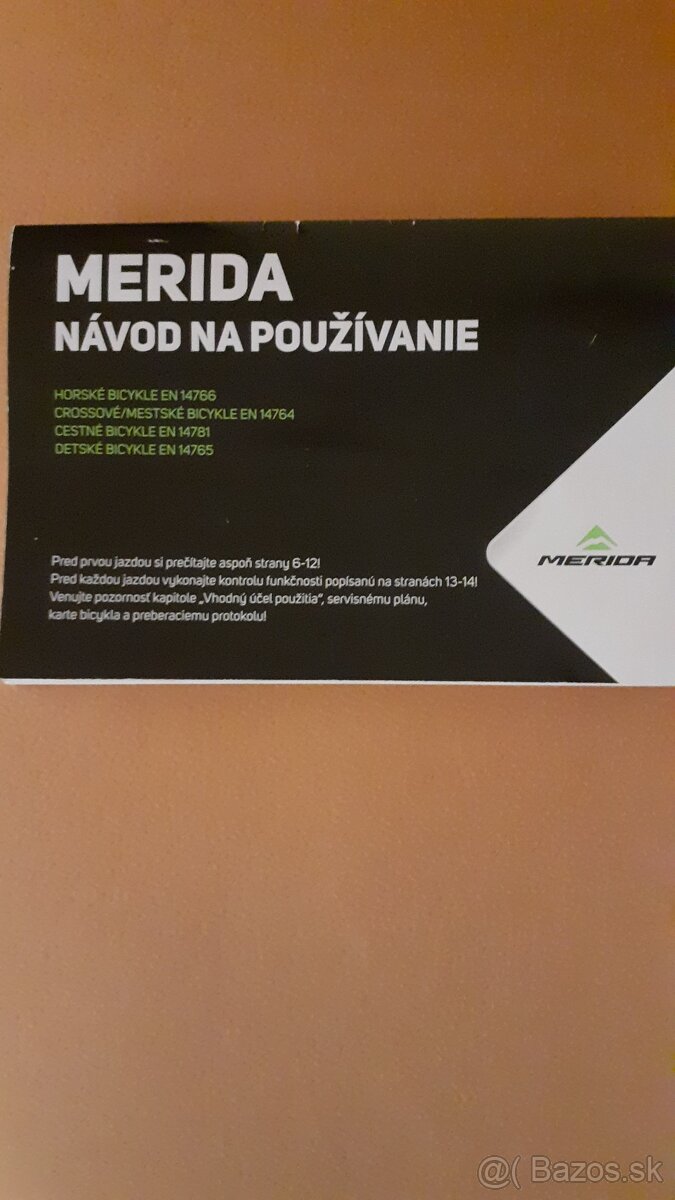 MERIDA
NÁVOD NA POUŽÍVANIE
HORSKÉ BICYKLE EN 14766
CROSSOVÉ/MESTSKÉ BICYKLE EN 14764
CESTNÉ BICYKLE EN 14781
DETSKÉ BICYKLE EN 14765
MERIDA
Pred prvou jazdou si prečítajte aspoň strany 6-12!
Pred každou jazdou vykonajte kontrolu funkčnosti popísanú na stranách 13-14!
Venujte pozornosť kapitole „Vhodný účel použitia“, servisnému plánu,
karte bicykla a preberaciemu protokolu!
@( Bazos.sk